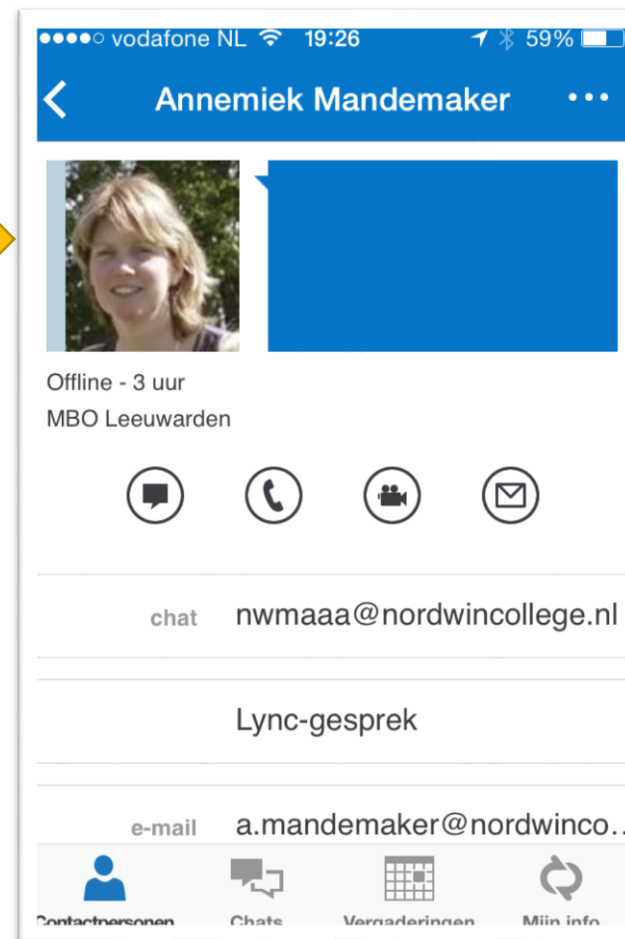 vodafone NL 19:26 59%
Annemiek Mandemaker
Offline - 3 uur
MBO Leeuwarden
chat nwmaaa@nordwincollege.nl
Lync-gesprek
e-mail a.mandemaker@nordwinco..
Contactpersonen Chats Vergaderingen Mijn info